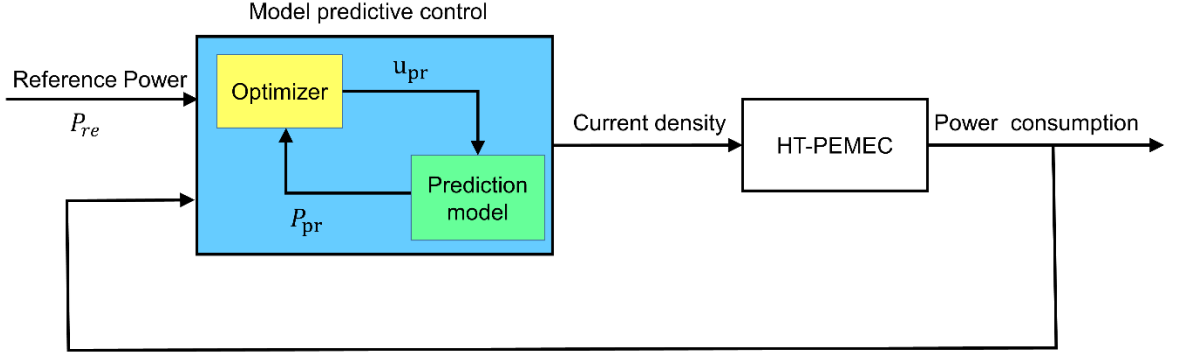 Model predictive control
Reference Power
P_re
Optimizer
u_pr
Prediction
model
P_pr
Current density
HT-PEMEC
Power consumption